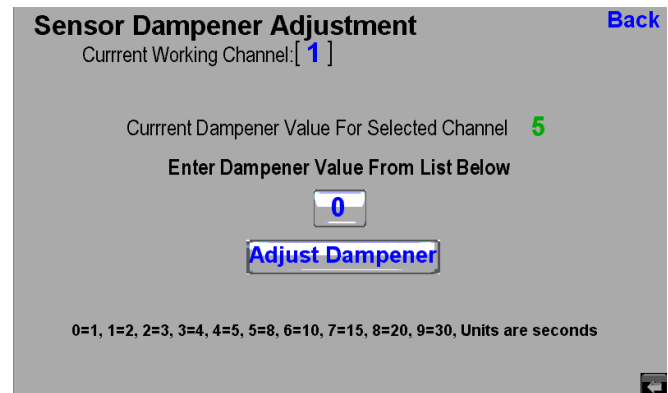 Sensor Dampener Adjustment
Back
Currrent Working Channel:[ 1 ]
Currrent Dampener Value For Selected Channel 5
Enter Dampener Value From List Below
0
Adjust Dampener
0=1, 1=2, 2=3, 3=4, 4=5, 5=8, 6=10, 7=15, 8=20, 9=30, Units are seconds